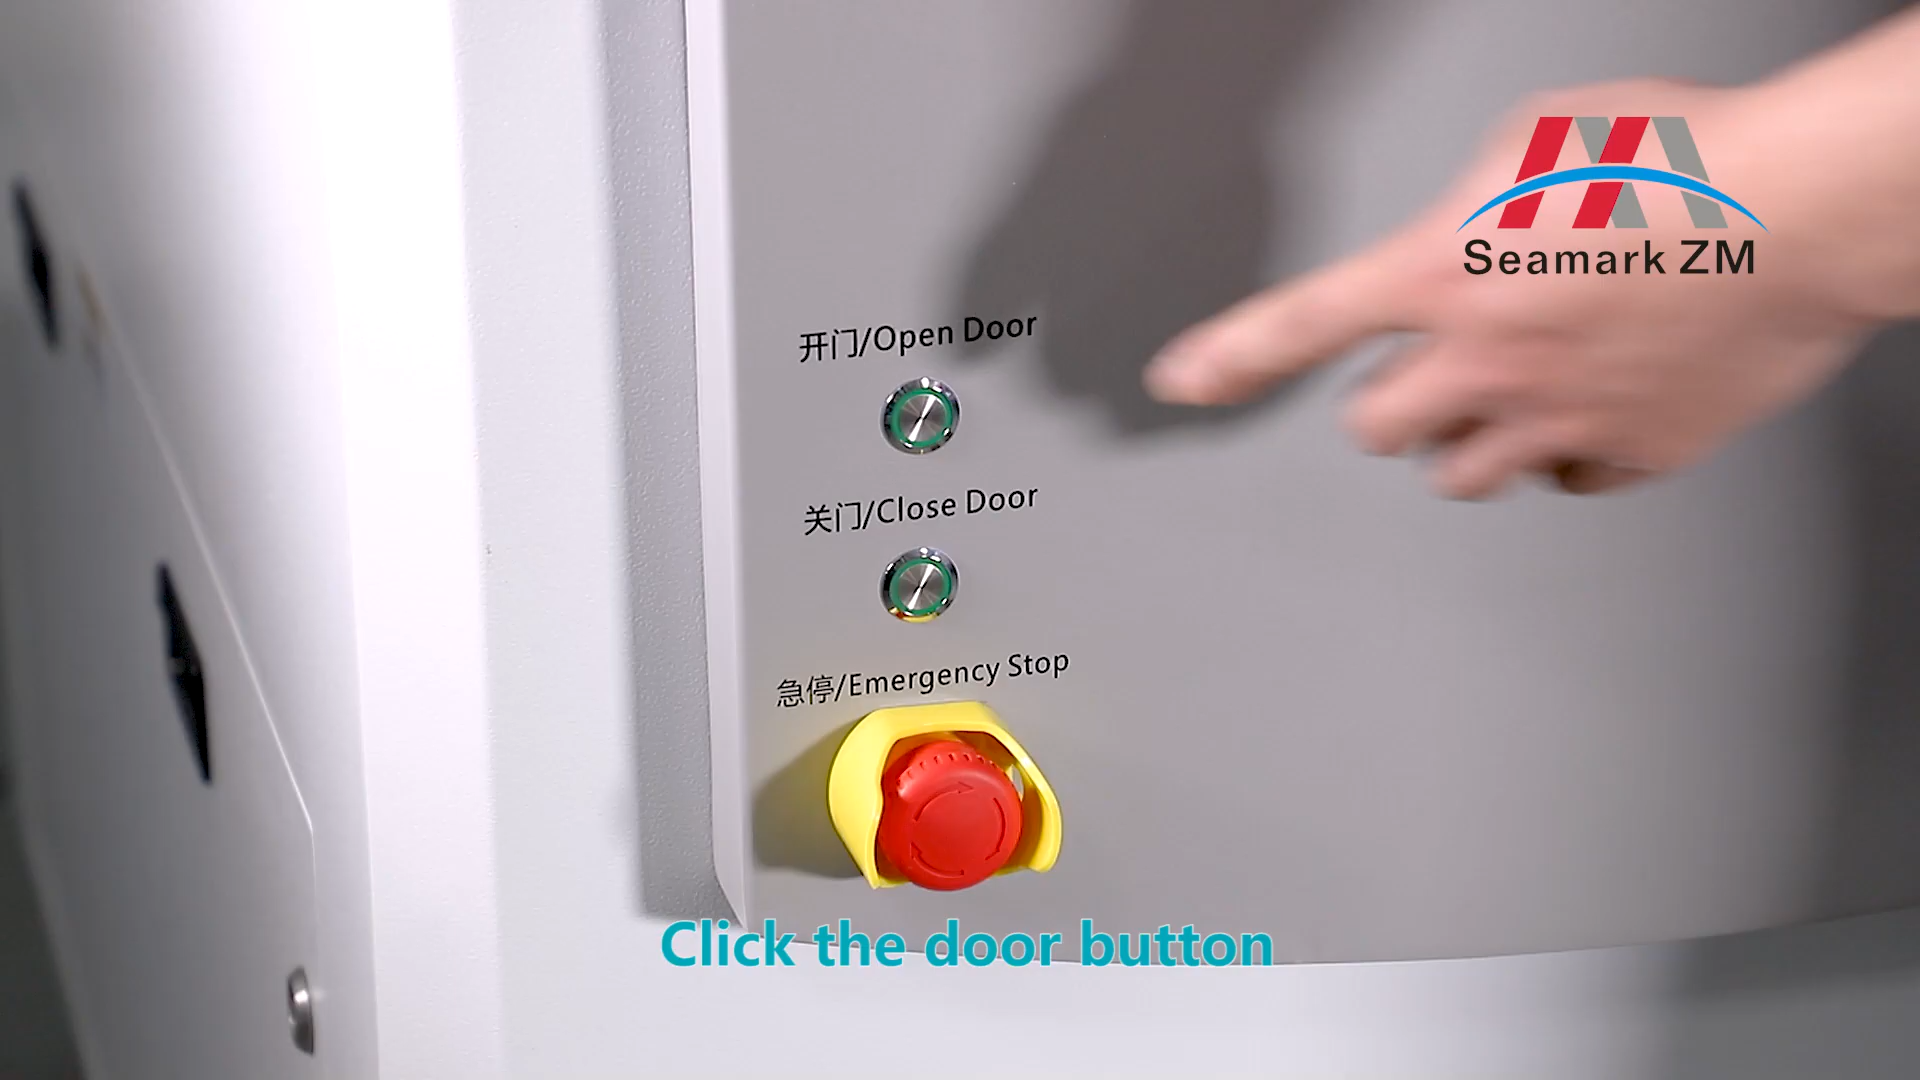 Seamark ZM
开门/Open Door
关门/Close Door
急停/Emergency Stop
Click the door button